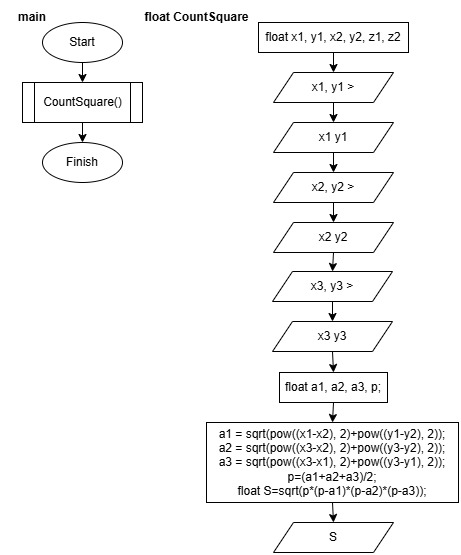 main
Start
CountSquare()
Finish
float CountSquare
float x1, y1, x2, y2, z1, z2
x1, y1 >
x1 y1
x2, y2 >
x2 y2
x3, y3 >
x3 y3
float a1, a2, a3, p;
a1 = sqrt(pow((x1-x2), 2)+pow((y1-y2), 2));
a2 = sqrt(pow((x3-x2), 2)+pow((y3-y2), 2));
a3 = sqrt(pow((x3-x1), 2)+pow((y3-y1), 2));
p=(a1+a2+a3)/2;
float S=sqrt(p*(p-a1)*(p-a2)*(p-a3));
S